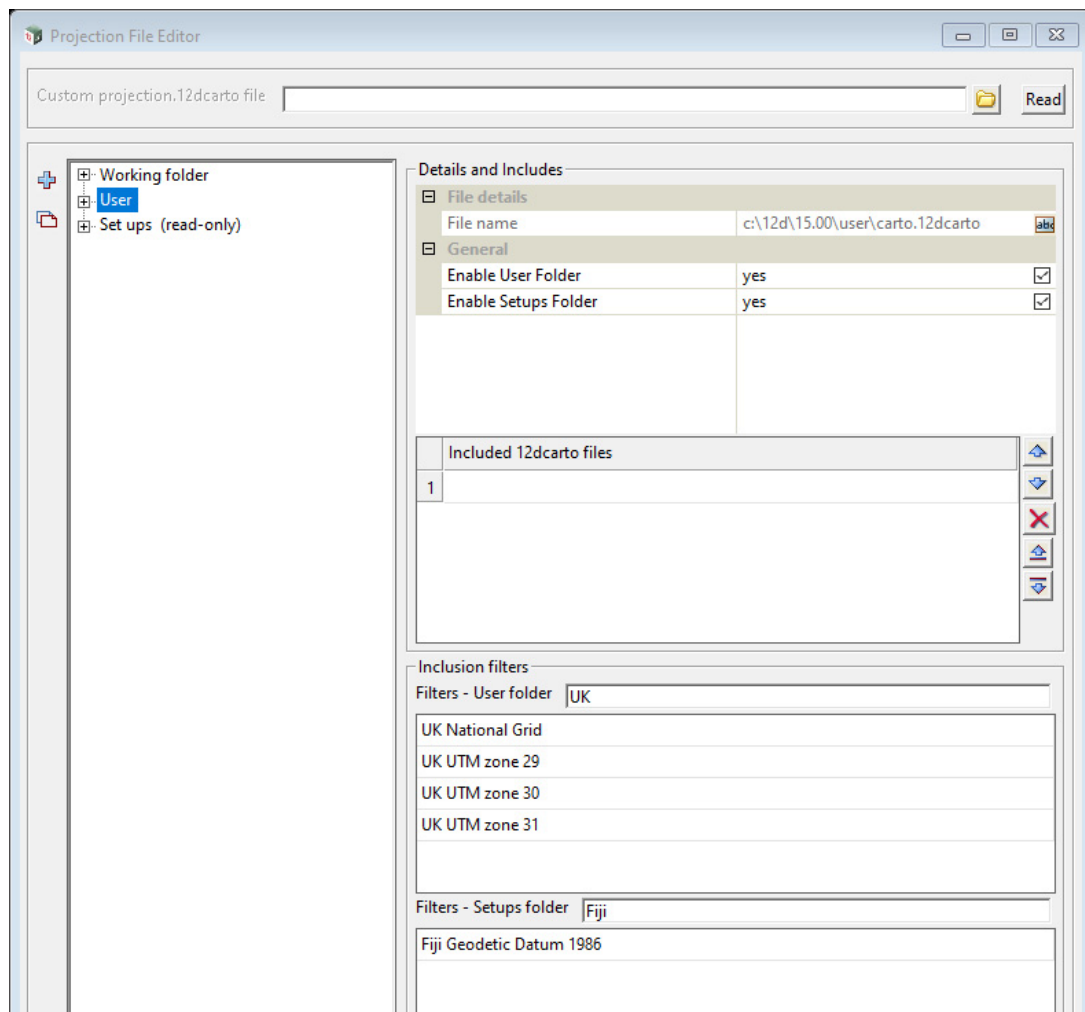 Projection File Editor
Custom projection.12dcarto file
Read
Working folder
User
Set ups (read-only)
Details and Includes
File details
File name c:\12d\15.00\user\carto.12dcarto abc
General
Enable User Folder yes
Enable Setups Folder yes
Included 12dcarto files
1
Inclusion filters
Filters - User folder UK
UK National Grid
UK UTM zone 29
UK UTM zone 30
UK UTM zone 31
Filters - Setups folder Fiji
Fiji Geodetic Datum 1986